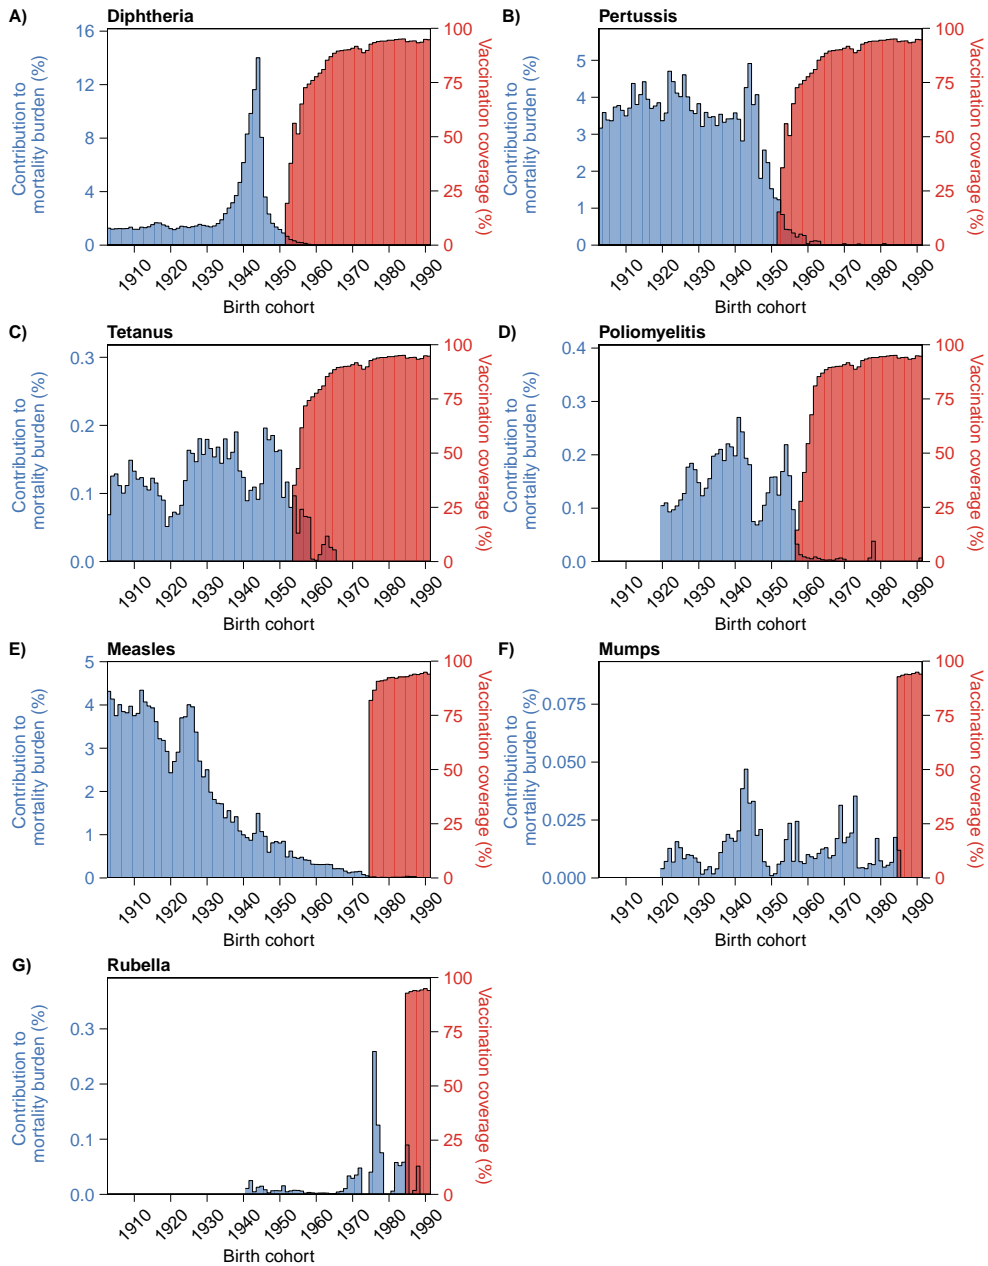 A) Diphtheria
Contribution to
mortality burden (%)
16
12
8
4
0
100
75
50
25
0
Vaccination coverage (%)
1910 1920 1930 1940 1950 1960 1970 1980 1990
Birth cohort
B) Pertussis
Contribution to
mortality burden (%)
5
4
3
2
1
0
100
75
50
25
0
Vaccination coverage (%)
1910 1920 1930 1940 1950 1960 1970 1980 1990
Birth cohort
C) Tetanus
Contribution to
mortality burden (%)
0.3
0.2
0.1
0.0
100
75
50
25
0
Vaccination coverage (%)
1910 1920 1930 1940 1950 1960 1970 1980 1990
Birth cohort
D) Poliomyelitis
Contribution to
mortality burden (%)
0.4
0.3
0.2
0.1
0.0
100
75
50
25
0
Vaccination coverage (%)
1910 1920 1930 1940 1950 1960 1970 1980 1990
Birth cohort
E) Measles
Contribution to
mortality burden (%)
5
4
3
2
1
0
100
75
50
25
0
Vaccination coverage (%)
1910 1920 1930 1940 1950 1960 1970 1980 1990
Birth cohort
F) Mumps
Contribution to
mortality burden (%)
0.075
0.050
0.025
0.000
100
75
50
25
0
Vaccination coverage (%)
1910 1920 1930 1940 1950 1960 1970 1980 1990
Birth cohort
G) Rubella
Contribution to
mortality burden (%)
0.3
0.2
0.1
0.0
100
75
50
25
0
Vaccination coverage (%)
1910 1920 1930 1940 1950 1960 1970 1980 1990
Birth cohort